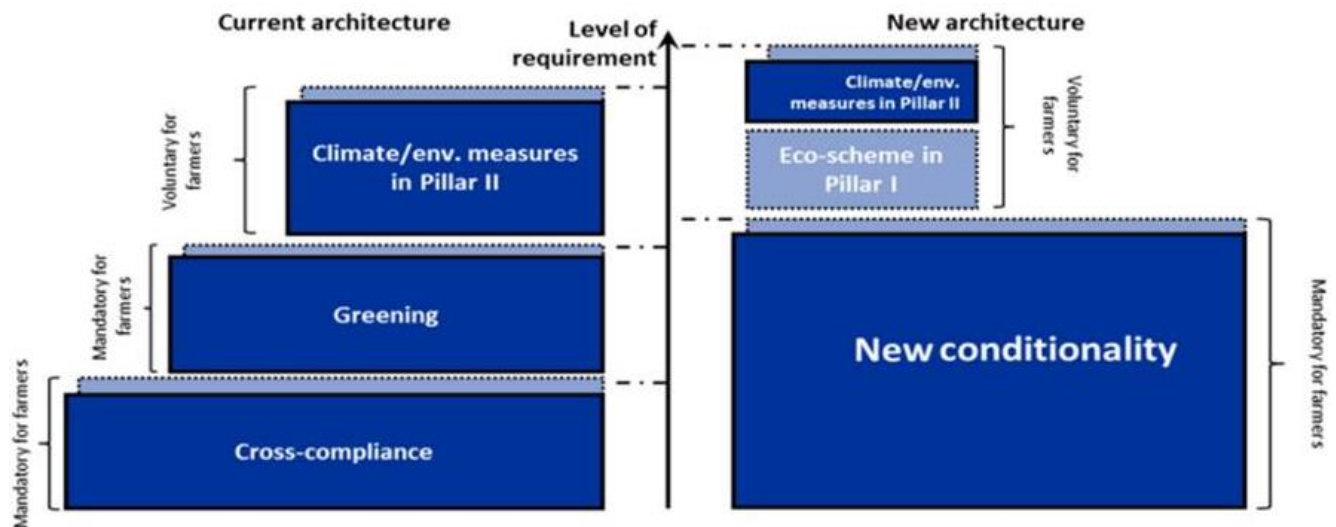 Current architecture
Level of
requirement
New architecture
Voluntary for
farmers
Climate/env. measures
in Pillar II
Mandatory for
farmers
Greening
Mandatory for farmers
Cross-compliance
Climate/env.
measures in Pillar II
Eco-scheme in
Pillar I
Voluntary for
farmers
New conditionality
Mandatory for farmers